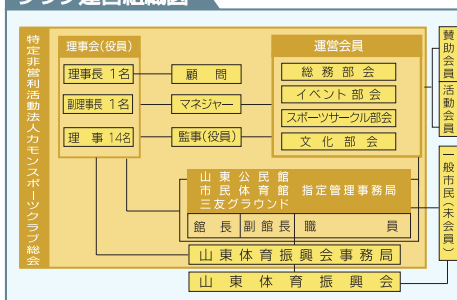 特定非営利活動法人カモンスポーツクラブ総会
理事会(役員)
理事長 1名
副理事長 1名
理 事 14名
顧 問
マネジャー
監事(役員)
運営会員
総 務 部 会
イベント部会
スポーツサークル部会
文 化 部 会
賛助会員
活動会員
一般市民(未会員)
山 東 公 民 館
市 民 体 育 館 指定管理事務局
三友グラウンド
館 長 副館長 職 員
山東体育振興会事務局
山 東 体 育 振 興 会